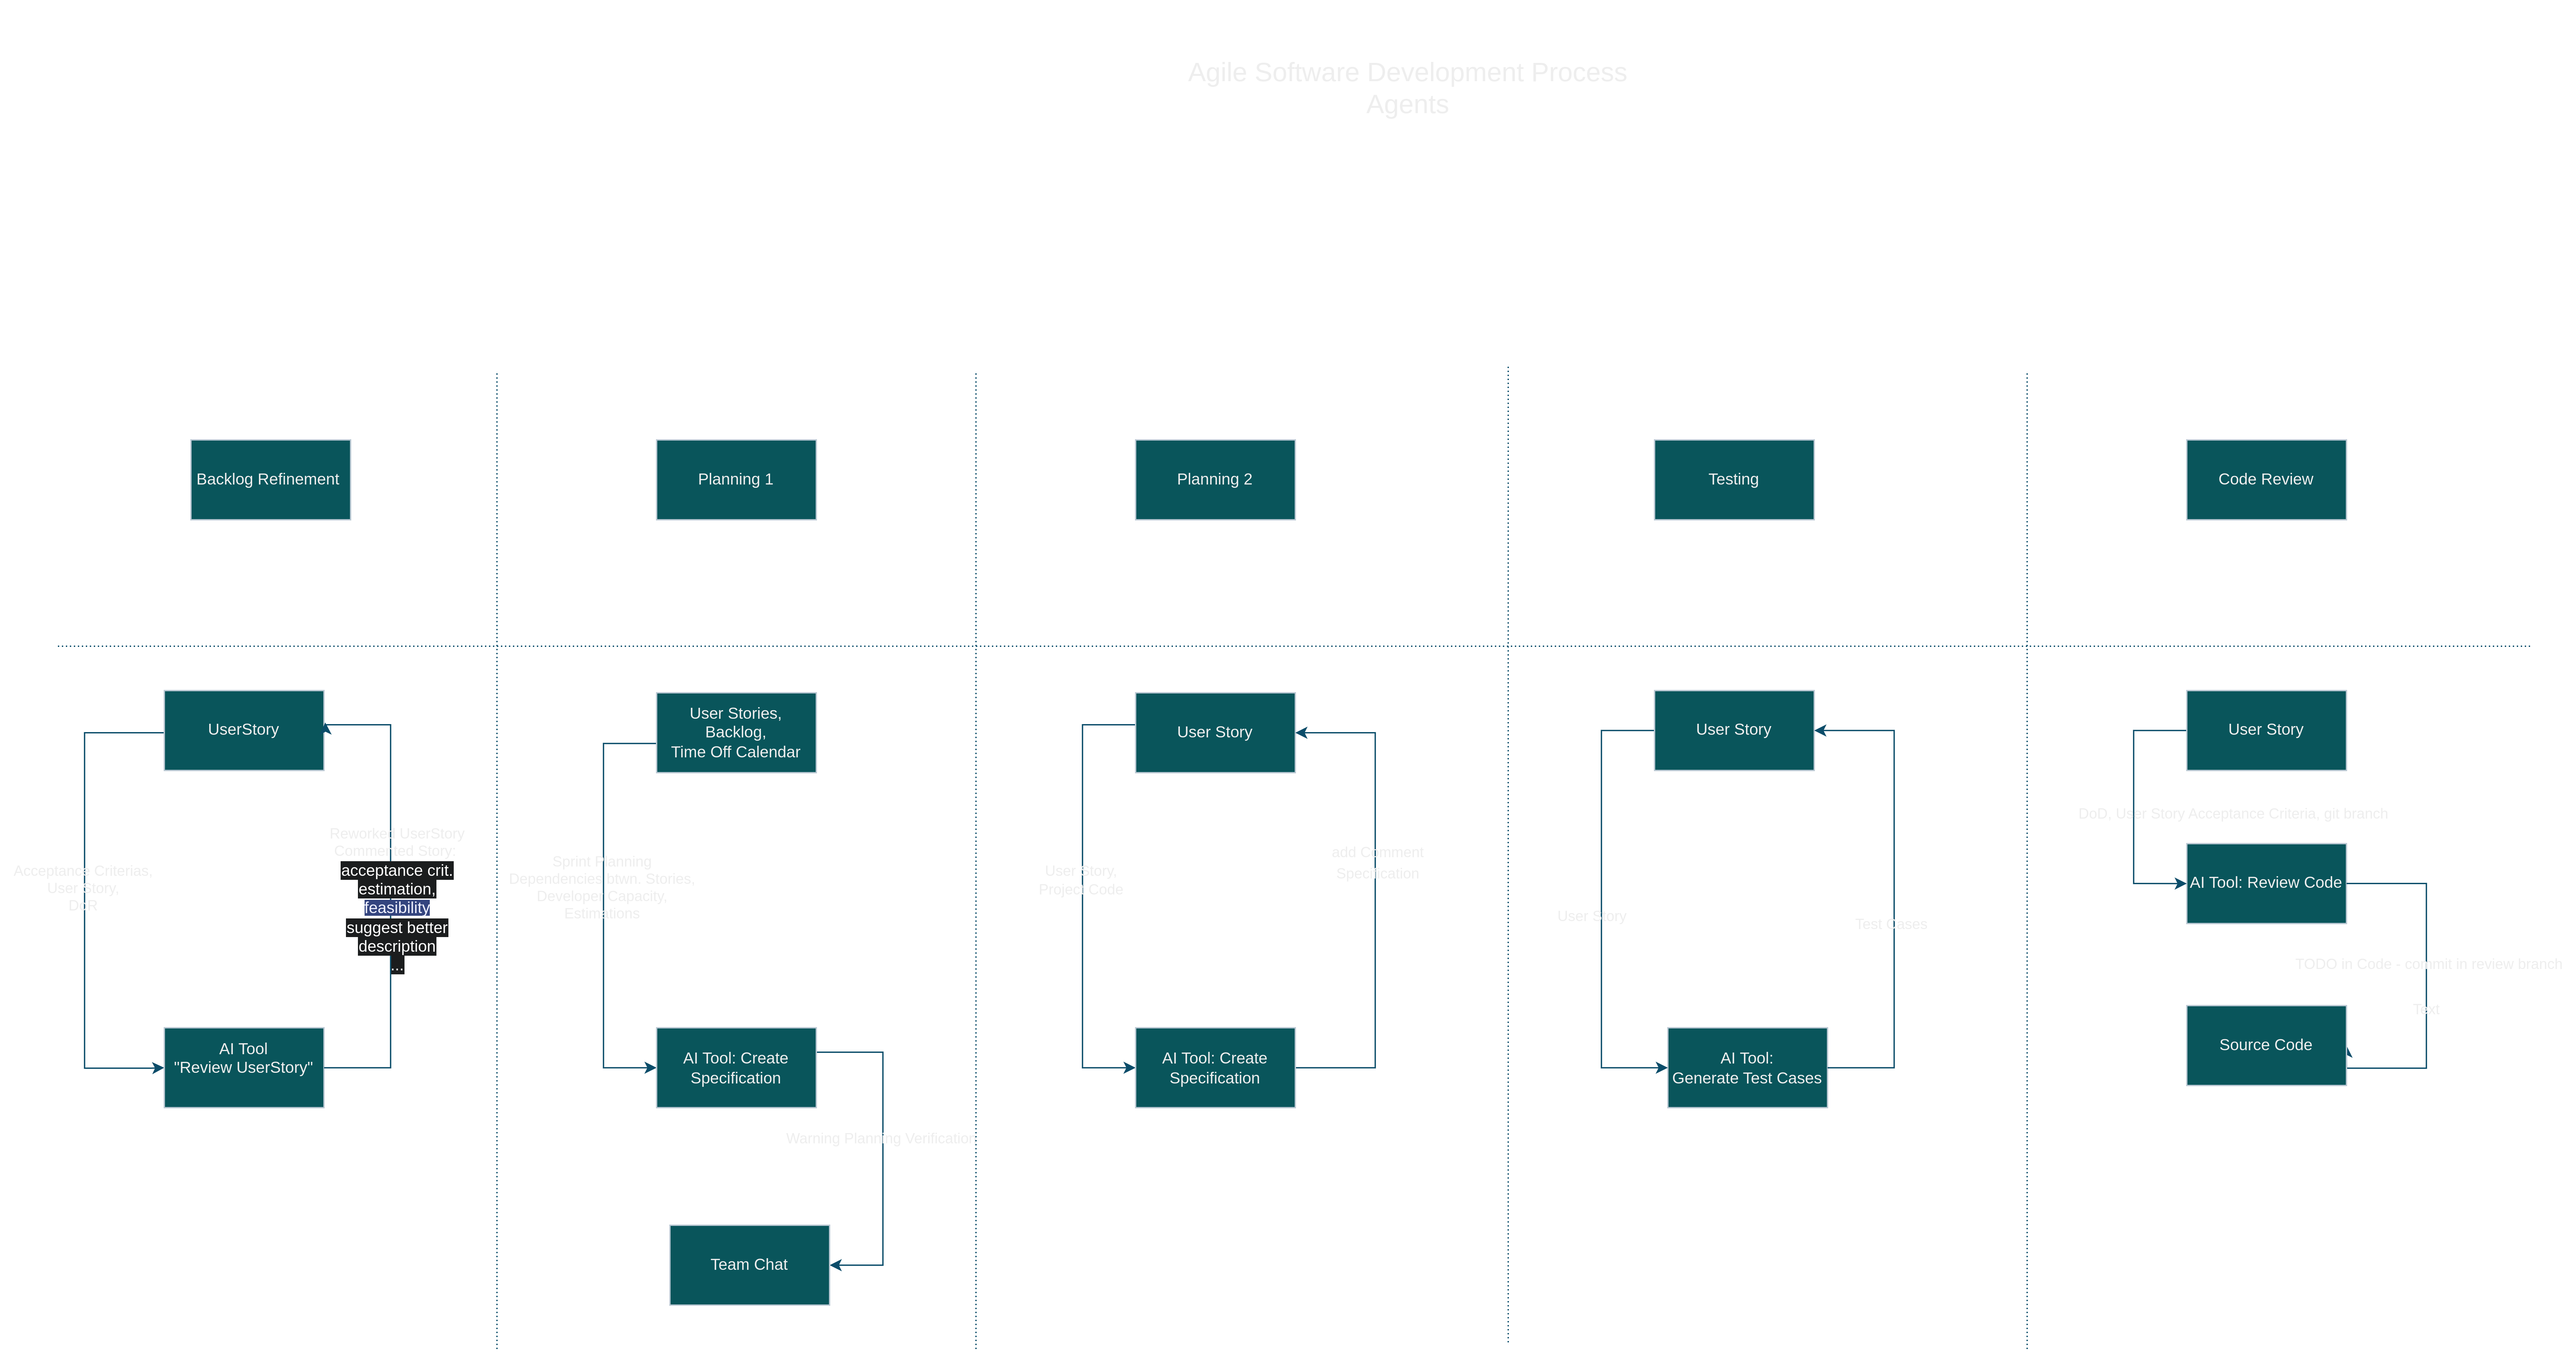 Agile Software Development Process
Agents
Backlog Refinement
Planning 1
Planning 2
Testing
Code Review
UserStory
Acceptance Criterias,
User Story,
DoR
Reworked UserStory
Commented Story:
acceptance crit.
estimation,
feasibility
suggest better
description
...
AI Tool
"Review UserStory"
User Stories,
Backlog,
Time Off Calendar
Sprint Planning
Dependencies btwn. Stories,
Developer Capacity,
Estimations
AI Tool: Create
Specification
Warning Planning Verification
Team Chat
User Story
User Story,
Project Code
add Comment
Specification
AI Tool: Create
Specification
User Story
User Story
Test Cases
AI Tool:
Generate Test Cases
User Story
DoD, User Story Acceptance Criteria, git branch
AI Tool: Review Code
TODO in Code - commit in review branch
Text
Source Code